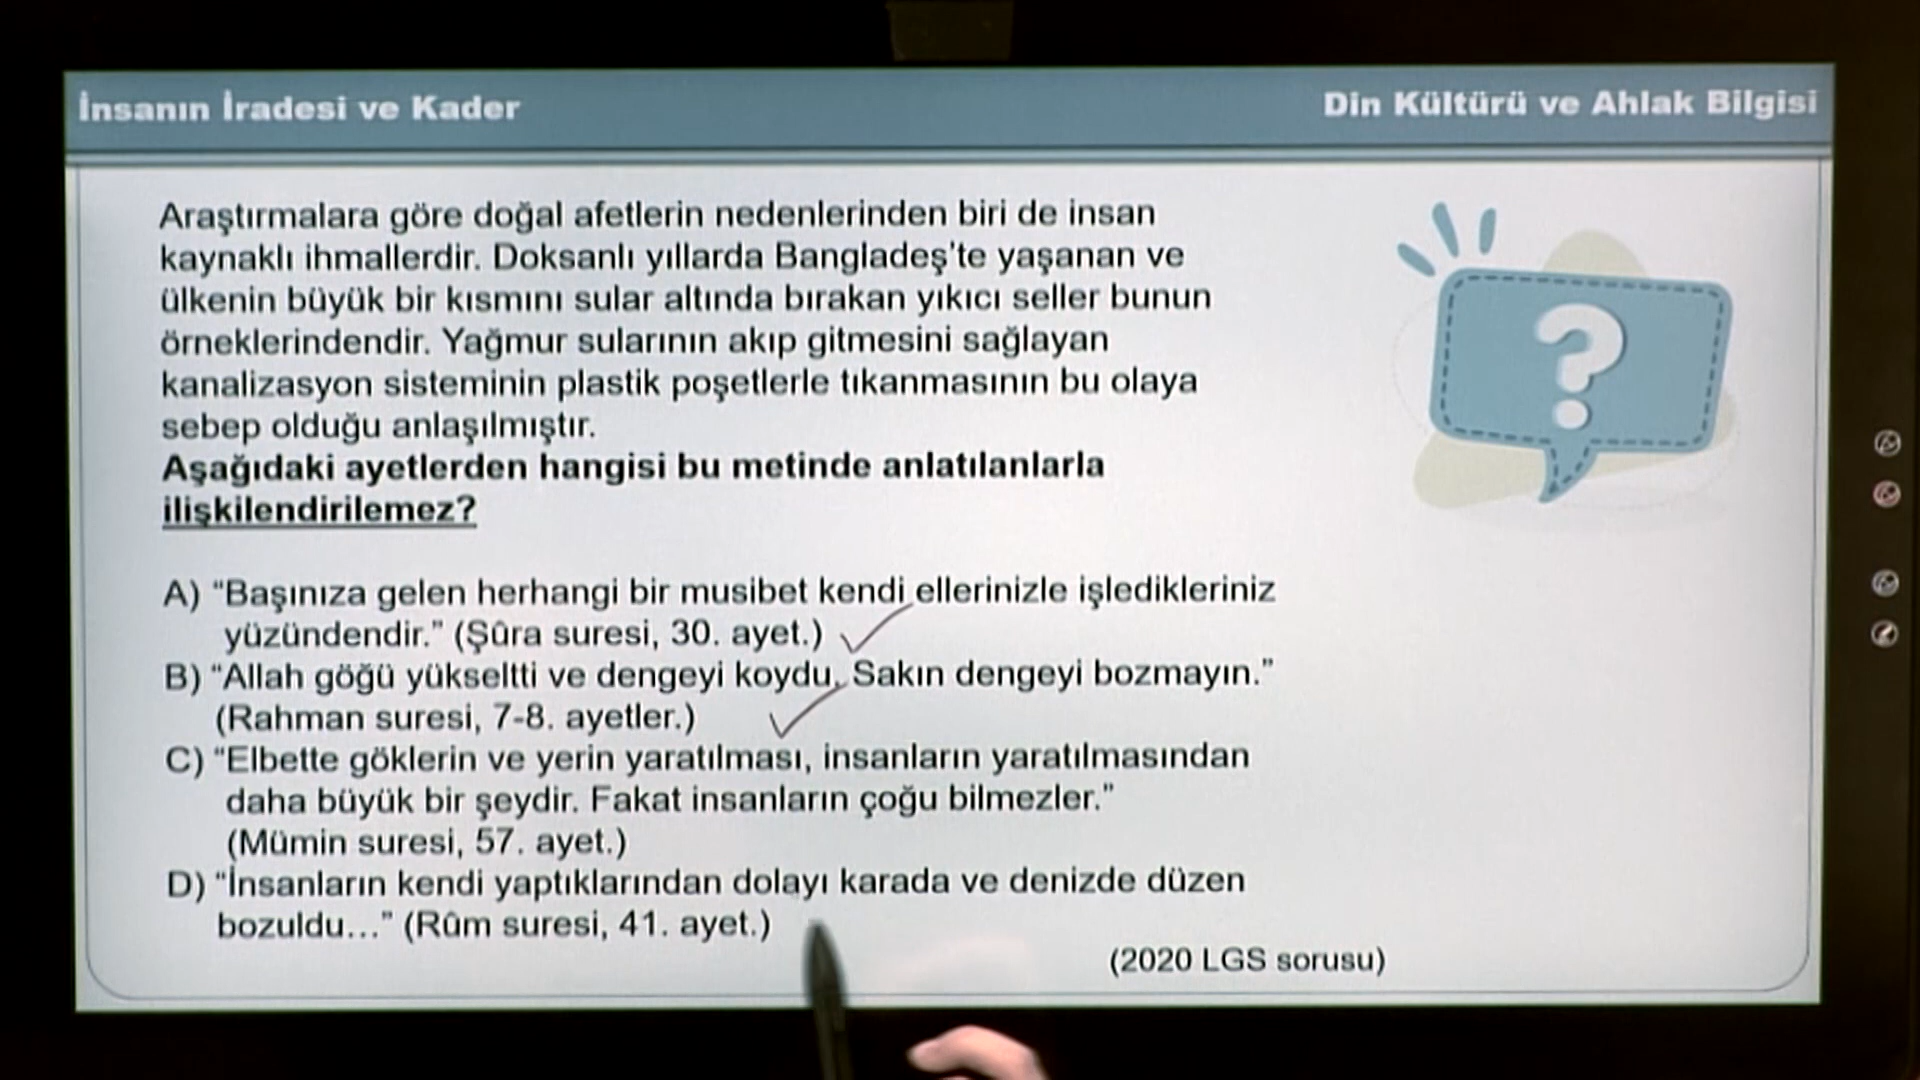 İnsanın İradesi ve Kader
Din Kültürü ve Ahlak Bilgisi
Araştırmalara göre doğal afetlerin nedenlerinden biri de insan
kaynaklı ihmallerdir. Doksanlı yıllarda Bangladeş'te yaşanan ve
ülkenin büyük bir kısmını sular altında bırakan yıkıcı seller bunun
örneklerindendir. Yağmur sularının akıp gitmesini sağlayan
kanalizasyon sisteminin plastik poşetlerle tıkanmasının bu olaya
sebep olduğu anlaşılmıştır.
Aşağıdaki ayetlerden hangisi bu metinde anlatılanlarla
ilişkilendirilemez?
A) “Başınıza gelen herhangi bir musibet kendi ellerinizle işledikleriniz
yüzündendir.” (Şûra suresi, 30. ayet.)
B) “Allah göğü yükseltti ve dengeyi koydu. Sakın dengeyi bozmayın.”
(Rahman suresi, 7-8. ayetler.)
C) “Elbette göklerin ve yerin yaratılması, insanların yaratılmasından
daha büyük bir şeydir. Fakat insanların çoğu bilmezler.”
(Mümin suresi, 57. ayet.)
D) “İnsanların kendi yaptıklarından dolayı karada ve denizde düzen
bozuldu...” (Rûm suresi, 41. ayet.)
(2020 LGS sorusu)
?